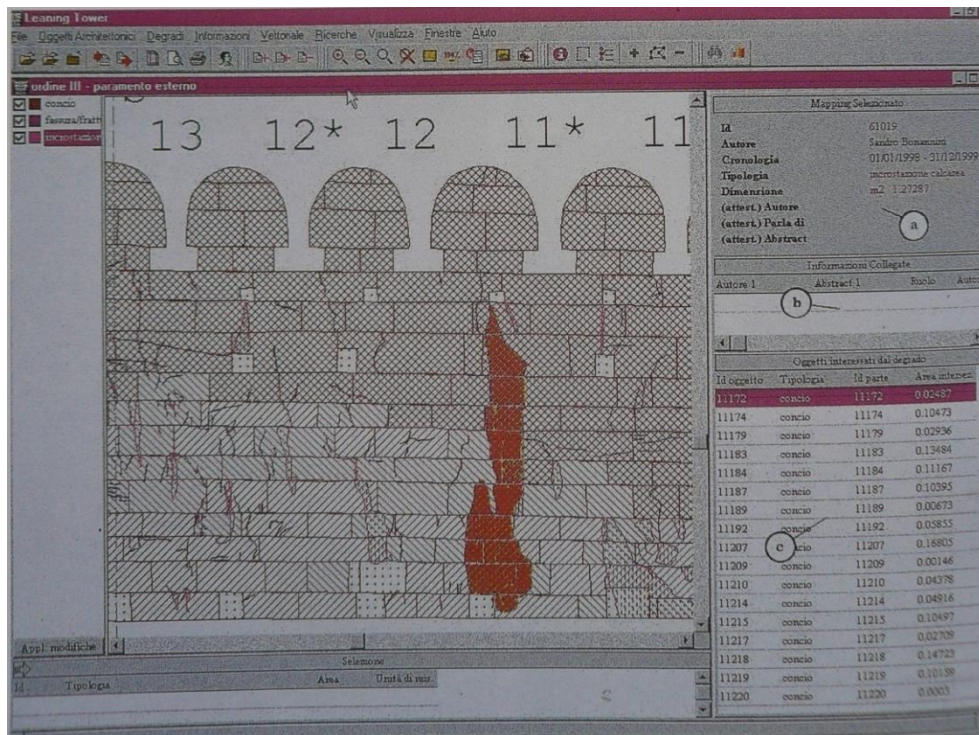 Leaning Tower
File Oggetti Architettonici Degradi Informazioni Vettoriale Ricerche Visualizza Finestre Aiuto
ordine III - paramento esterno
concio
fessura/fratt
incrostazion
13 12* 12 11* 11
Mapping Selezionato
Id 61019
Autore Sandro Bonannini
Cronologia 01/01/1998 - 31/12/1999
Tipologia incrostazione calcarea
Dimensione m2 1.27287
(attest.) Autore
(attest.) Parla di
(attest.) Abstract
a
Informazioni Collegate
Autore 1 Abstract 1 Ruolo Auto
b
Oggetti interessati dal degrado
Id oggetto Tipologia Id parte Area intersez
11172 concio 11172 0.02487
11174 concio 11174 0.10473
11179 concio 11179 0.02936
11183 concio 11183 0.13484
11184 concio 11184 0.11167
11187 concio 11187 0.10395
11189 concio 11189 0.00673
11192 concio 11192 0.05855
11207 concio 11207 0.16805
c
11209 concio 11209 0.00146
11210 concio 11210 0.04378
11214 concio 11214 0.04916
11215 concio 11215 0.10497
11217 concio 11217 0.02709
11218 concio 11218 0.14723
11219 concio 11219 0.10159
11220 concio 11220 0.0003
Appl. modifiche
Selezione
Id Tipologia Area Unità di mis.